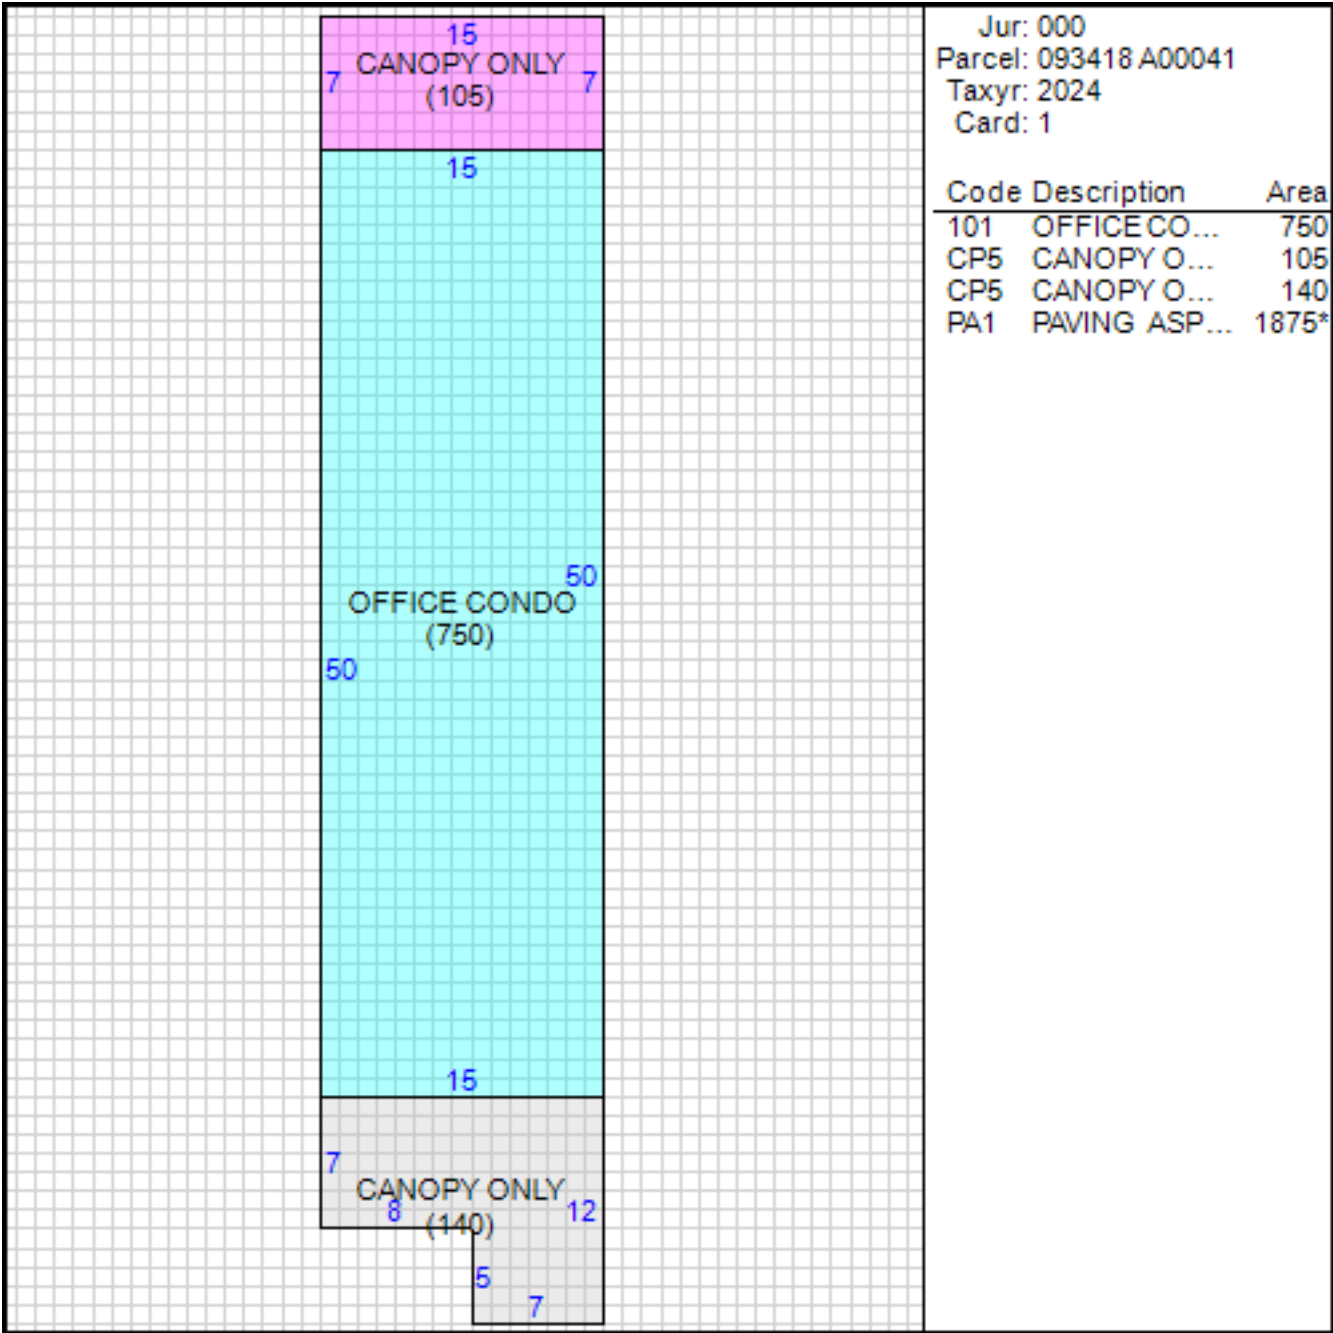 15
CANOPY ONLY
7 7
(105)
15
50
OFFICE CONDO
(750)
50
15
7
CANOPY ONLY
8 12
(140)
5
7
Jur: 000
Parcel: 093418 A00041
Taxyr: 2024
Card: 1
Code Description Area
101 OFFICE CO... 750
CP5 CANOPY O... 105
CP5 CANOPY O... 140
PA1 PAVING ASP... 1875*